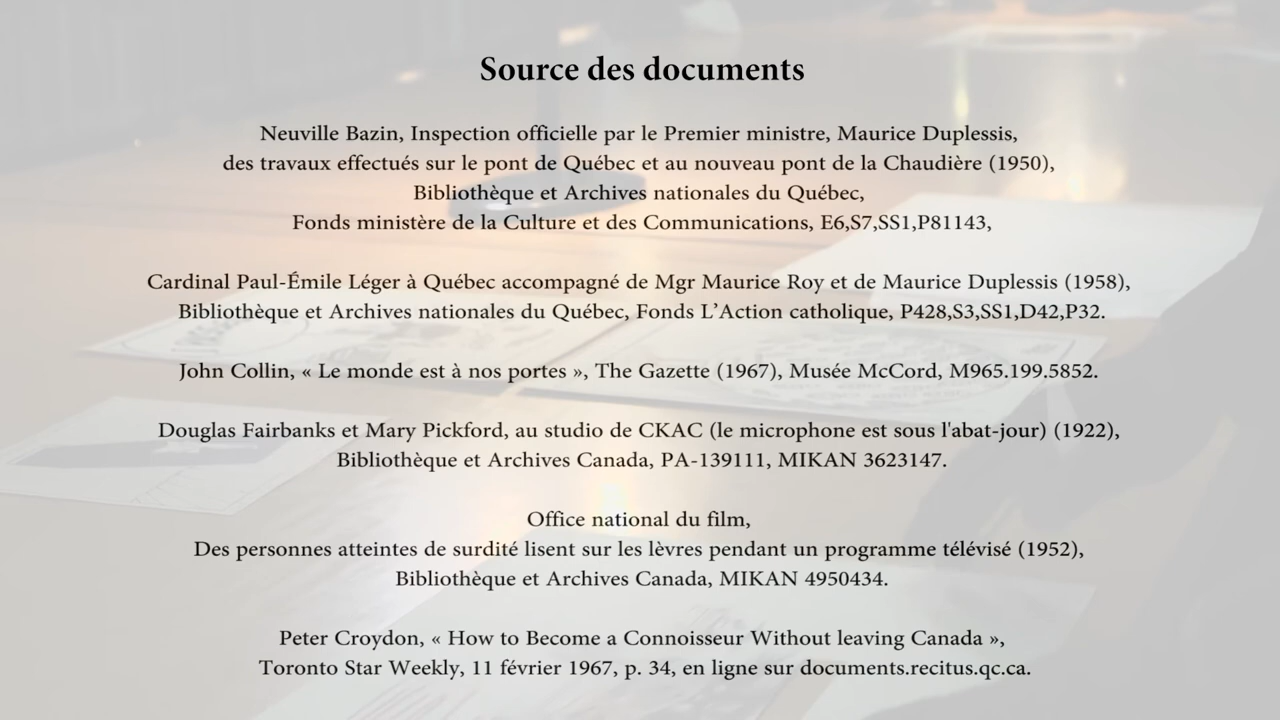 Source des documents
Neuville Bazin, Inspection officielle par le Premier ministre, Maurice Duplessis,
des travaux effectués sur le pont de Québec et au nouveau pont de la Chaudière (1950),
Bibliothèque et Archives nationales du Québec,
Fonds ministère de la Culture et des Communications, E6,S7,SS1,P81143,
Cardinal Paul-Émile Léger à Québec accompagné de Mgr Maurice Roy et de Maurice Duplessis (1958),
Bibliothèque et Archives nationales du Québec, Fonds L’Action catholique, P428,S3,SS1,D42,P32.
John Collin, « Le monde est à nos portes », The Gazette (1967), Musée McCord, M965.199.5852.
Douglas Fairbanks et Mary Pickford, au studio de CKAC (le microphone est sous l'abat-jour) (1922),
Bibliothèque et Archives Canada, PA-139111, MIKAN 3623147.
Office national du film,
Des personnes atteintes de surdité lisent sur les lèvres pendant un programme télévisé (1952),
Bibliothèque et Archives Canada, MIKAN 4950434.
Peter Croydon, « How to Become a Connoisseur Without leaving Canada »,
Toronto Star Weekly, 11 février 1967, p. 34, en ligne sur documents.recitus.qc.ca.